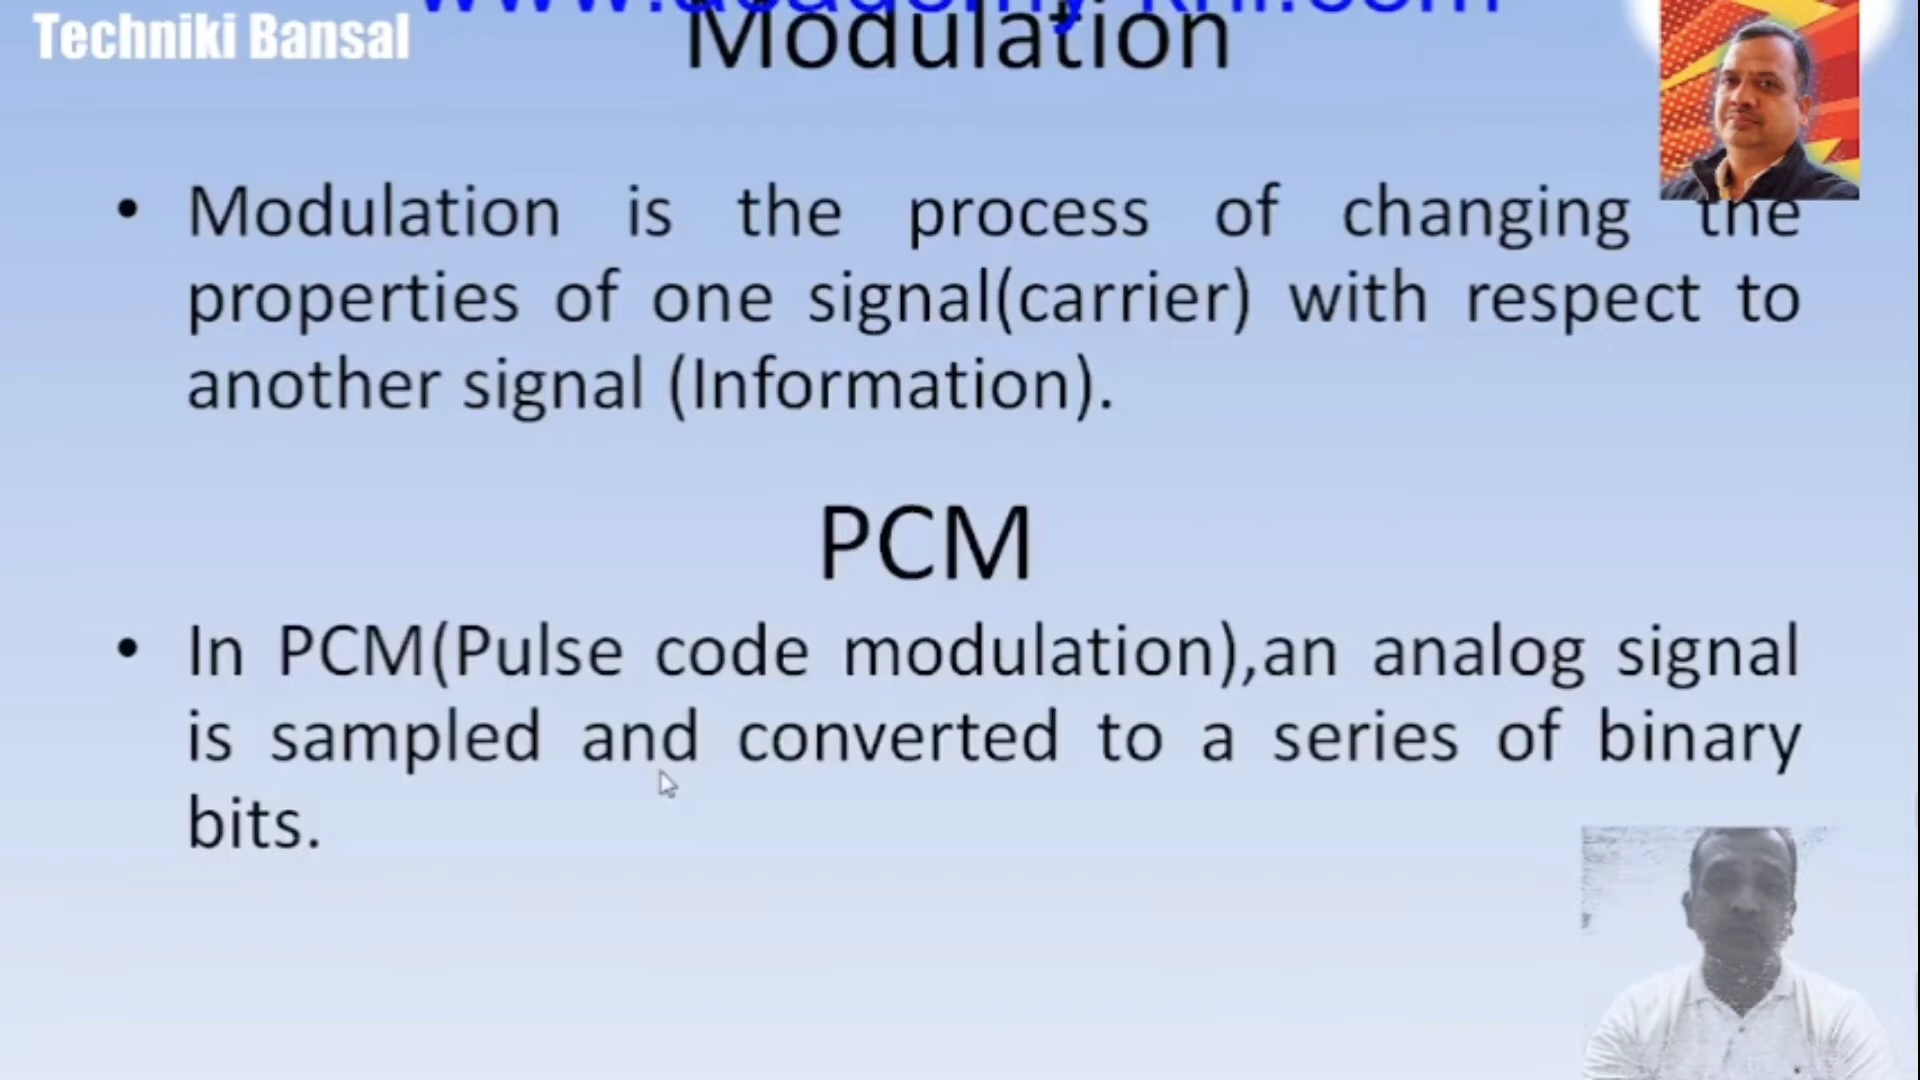 Techniki Bansal
Modulation
• Modulation is the process of changing the
properties of one signal(carrier) with respect to
another signal (Information).
PCM
• In PCM(Pulse code modulation),an analog signal
is sampled and converted to a series of binary
bits.